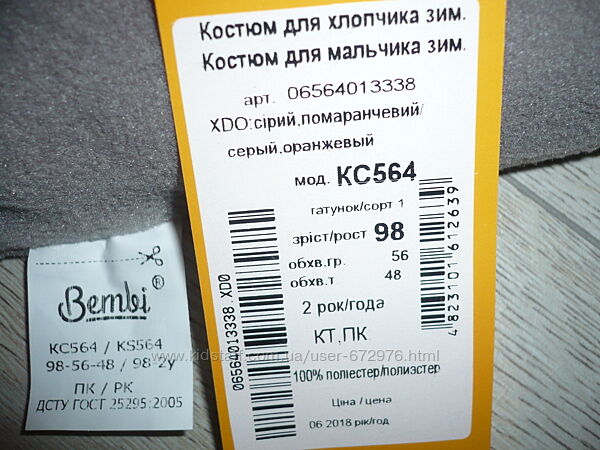 Костюм для хлопчика зим.
Костюм для мальчика зим.
арт. 06564013338
XDO:сірий,помаранчевий/
серый,оранжевый
мод. КС564
гатунок/сорт 1
зріст/рост 98
обхв.гр. 56
обхв.т 48
2 рок/года
КТ,ПК
100% поліестер/полиэстер
Ціна / цена
06 2018 рік/год
06564013338 XD0
4823101612639
Bembi®
КС564 / KS564
98-56-48 / 98-2y
ПК / PK
ДСТУ ГОСТ 25295:2005
www.kidstaff.com.ua/user-672976.html